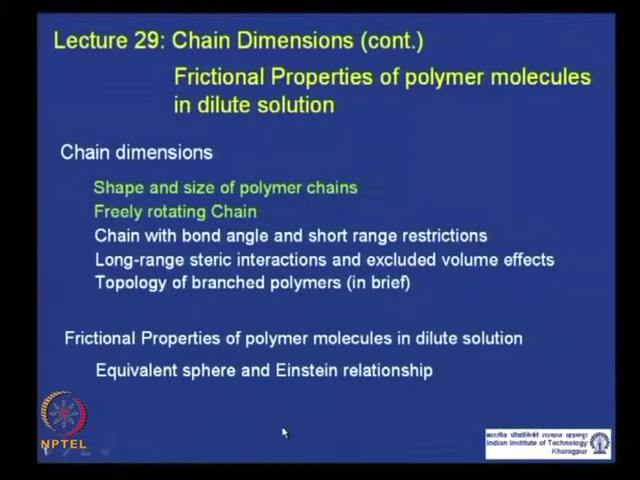 Lecture 29: Chain Dimensions (cont.)
Frictional Properties of polymer molecules
in dilute solution
Chain dimensions
Shape and size of polymer chains
Freely rotating Chain
Chain with bond angle and short range restrictions
Long-range steric interactions and excluded volume effects
Topology of branched polymers (in brief)
Frictional Properties of polymer molecules in dilute solution
Equivalent sphere and Einstein relationship
NPTEL
भारतीय प्रौद्योगिकी संस्थान खड़गपुर
Indian Institute of Technology
Kharagpur